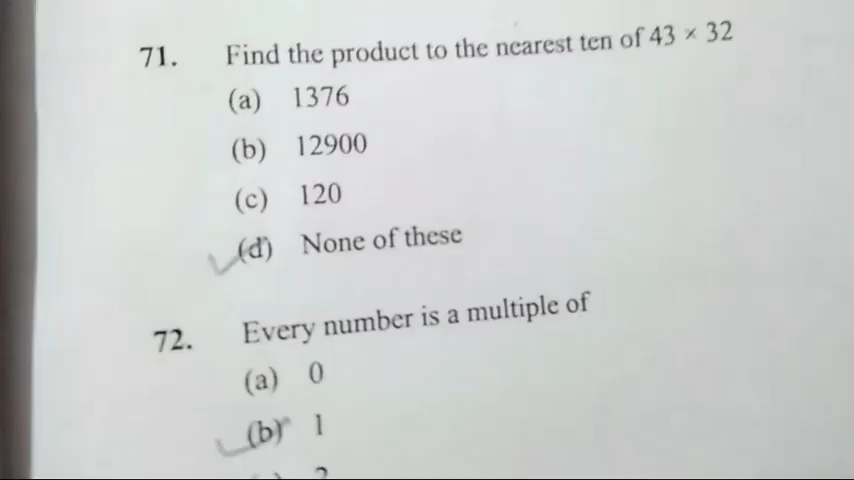 71. Find the product to the nearest ten of 43 × 32
(a) 1376
(b) 12900
(c) 120
(d) None of these
72. Every number is a multiple of
(a) 0
(b) 1